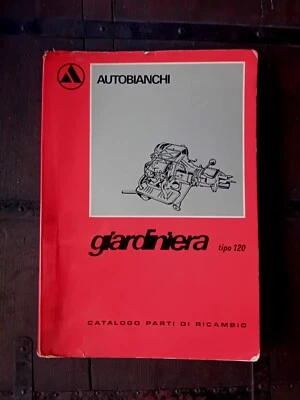 AUTOBIANCHI
giardiniera tipo 120
CATALOGO PARTI DI RICAMBIO